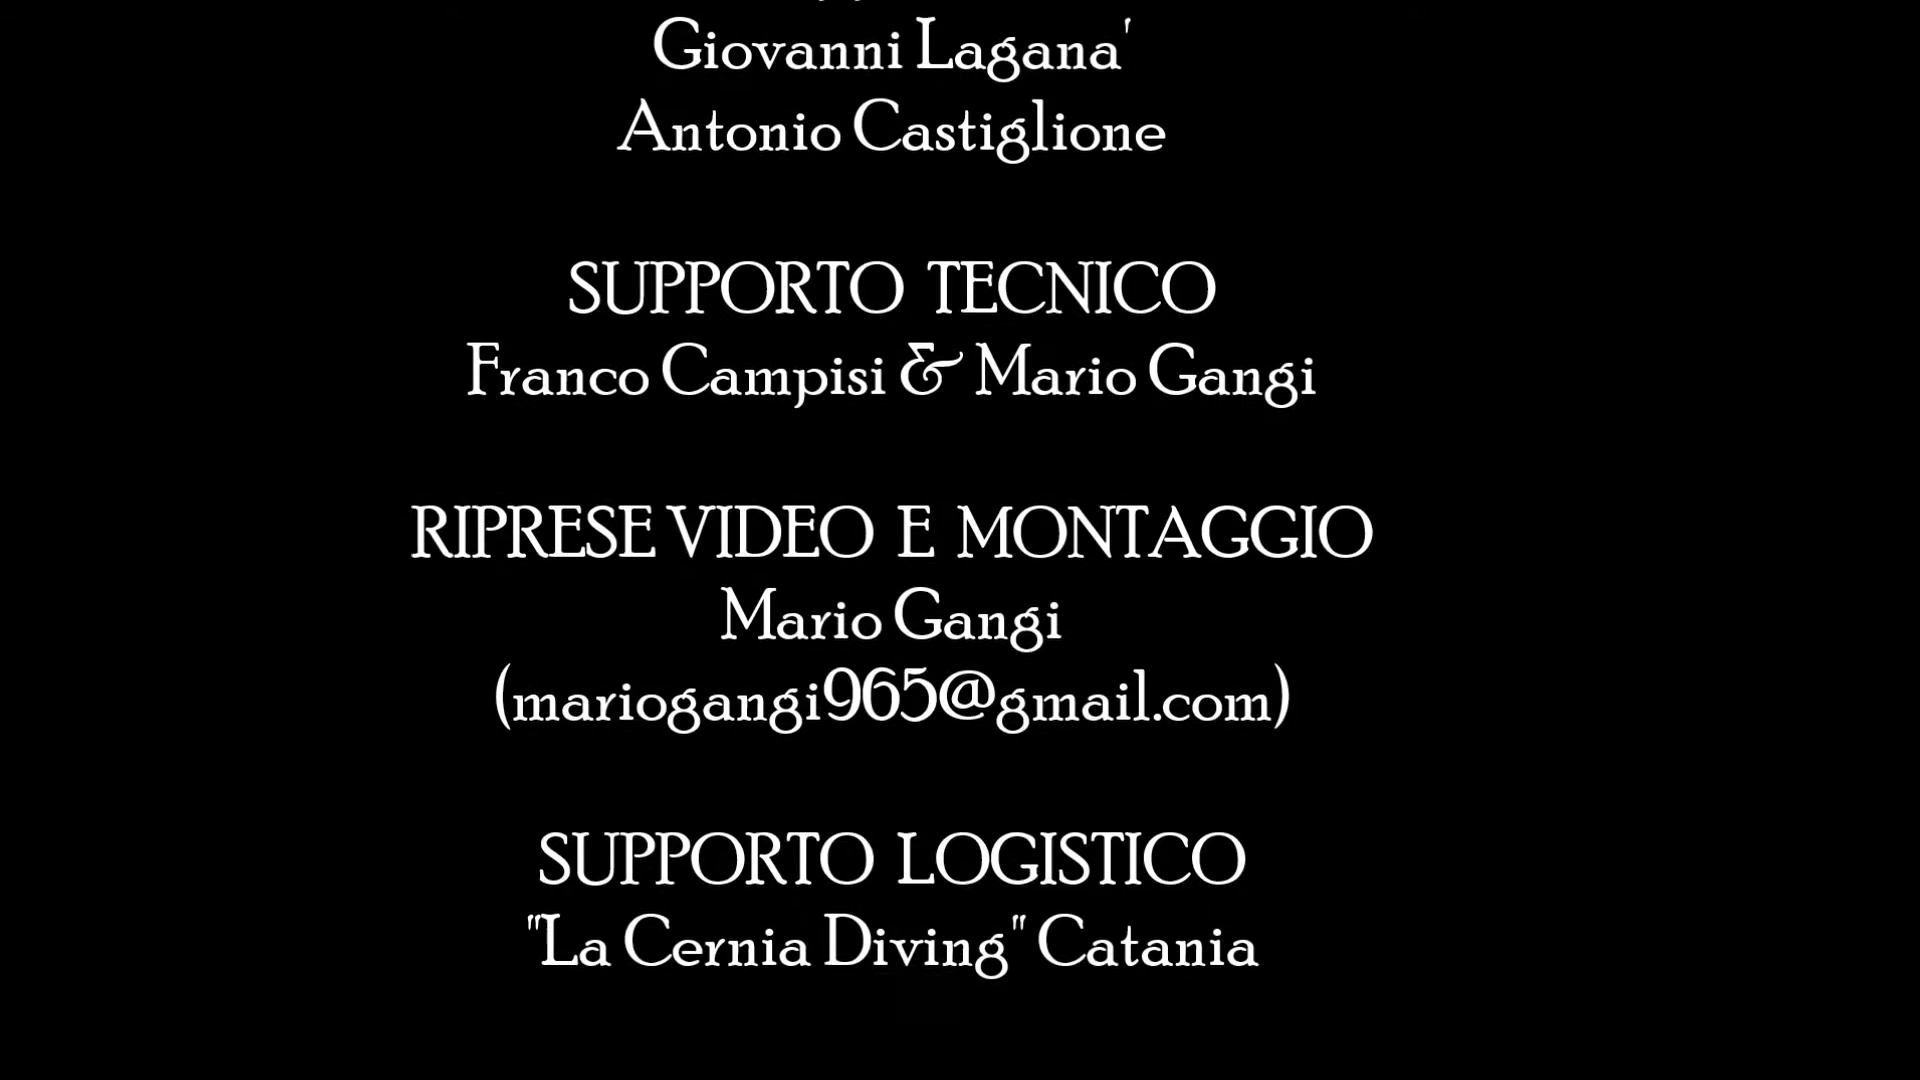 Giovanni Lagana'
Antonio Castiglione
SUPPORTO TECNICO
Franco Campisi & Mario Gangi
RIPRESE VIDEO E MONTAGGIO
Mario Gangi
(mariogangi965@gmail.com)
SUPPORTO LOGISTICO
"La Cernia Diving" Catania